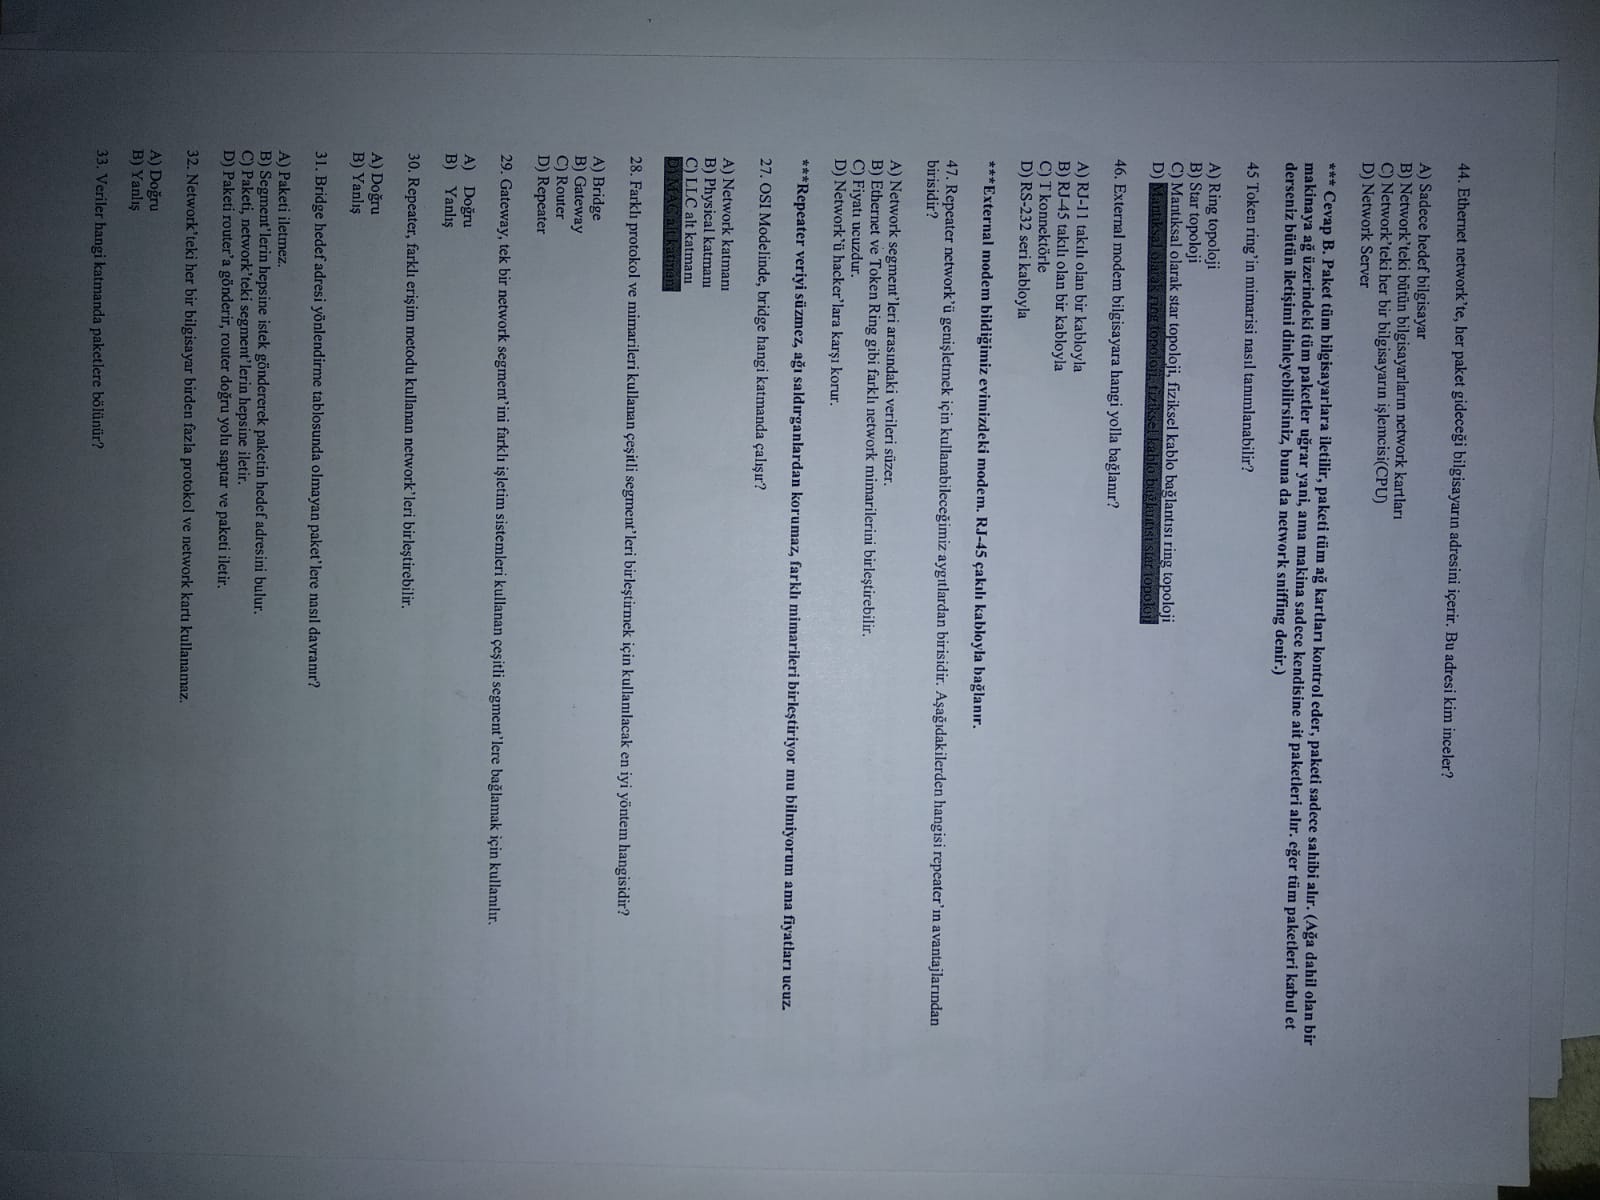 44. Ethernet network’te, her paket gideceği bilgisayarın adresini içerir. Bu adresi kim inceler?
A) Sadece hedef bilgisayar
B) Network’teki bütün bilgisayarların network kartları
C) Network’teki her bir bilgisayarın işlemcisi(CPU)
D) Network Server
*** Cevap B. Paket tüm bilgisayarlara iletilir, paketi tüm ağ kartları kontrol eder, paketi sadece sahibi alır. (Ağa dahil olan bir
makinaya ağ üzerindeki tüm paketler uğrar yani, ama makina sadece kendisine ait paketleri alır. eğer tüm paketleri kabul et
derseniz bütün iletişimi dinleyebilirsiniz, buna da network sniffing denir.)
45 Token ring’in mimarisi nasıl tanımlanabilir?
A) Ring topoloji
B) Star topoloji
C) Mantıksal olarak star topoloji, fiziksel kablo bağlantısı ring topoloji
D) Mantıksal olarak ring topoloji, fiziksel kablo bağlantısı star topoloji
46. External modem bilgisayara hangi yolla bağlanır?
A) RJ-11 takılı olan bir kabloyla
B) RJ-45 takılı olan bir kabloyla
C) T konnektörle
D) RS-232 seri kabloyla
***External modem bildiğimiz evimizdeki modem. RJ-45 çakılı kabloyla bağlanır.
47. Repeater network’ü genişletmek için kullanabileceğimiz aygıtlardan birisidir. Aşağıdakilerden hangisi repeater’ın avantajlarından
birisidir?
A) Network segment’leri arasındaki verileri süzer.
B) Ethernet ve Token Ring gibi farklı network mimarilerini birleştirebilir.
C) Fiyatı ucuzdur.
D) Network’ü hacker’lara karşı korur.
***Repeater veriyi süzmez, ağı saldırganlardan korumaz, farklı mimarileri birleştiriyor mu bilmiyorum ama fiyatları ucuz.
27. OSI Modelinde, bridge hangi katmanda çalışır?
A) Network katmanı
B) Physical katmanı
C) LLC alt katmanı
D) MAC alt katmanı
28. Farklı protokol ve mimarileri kullanan çeşitli segment’leri birleştirmek için kullanılacak en iyi yöntem hangisidir?
A) Bridge
B) Gateway
C) Router
D) Repeater
29. Gateway, tek bir network segment’ini farklı işletim sistemleri kullanan çeşitli segment’lere bağlamak için kullanılır.
A) Doğru
B) Yanlış
30. Repeater, farklı erişim metodu kullanan network’leri birleştirebilir.
A) Doğru
B) Yanlış
31. Bridge hedef adresi yönlendirme tablosunda olmayan paket’lere nasıl davranır?
A) Paketi iletmez.
B) Segment’lerin hepsine istek göndererek paketin hedef adresini bulur.
C) Paketi, network’teki segment’lerin hepsine iletir.
D) Paketi router’a gönderir, router doğru yolu saptar ve paketi iletir.
32. Network’teki her bir bilgisayar birden fazla protokol ve network kartı kullanamaz.
A) Doğru
B) Yanlış
33. Veriler hangi katmanda paketlere bölünür?